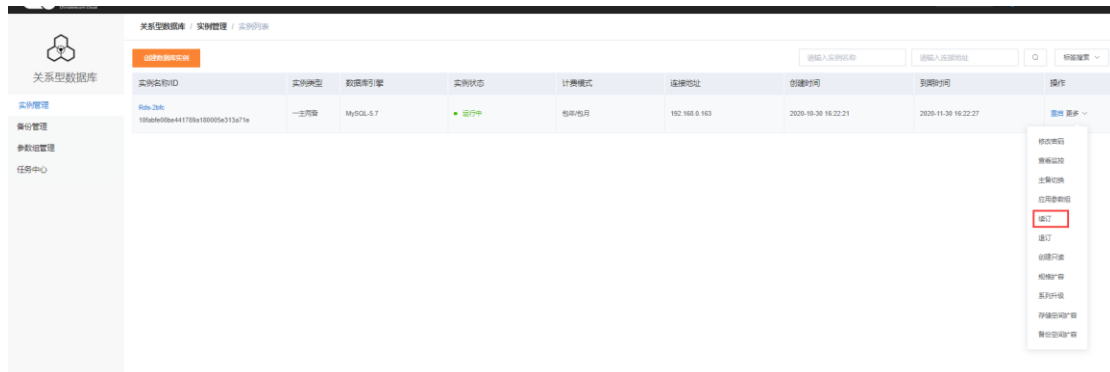 关系型数据库 / 实例管理 / 实例列表
关系型数据库
实例管理
备份管理
参数组管理
任务中心
创建数据库实例
请输入实例名称
请输入连接地址
标签搜索
实例名称/ID 实例类型 数据库引擎 实例状态 计费模式 连接地址 创建时间 到期时间 操作
Rds-2bfc
一主两备 MySQL-5.7 运行中 包年/包月 192.168.0.163 2020-10-30 16:22:21 2020-11-30 16:22:27 重启 更多
修改密码
查看监控
主备切换
应用参数组
续订
退订
创建只读
规格扩容
系列升级
存储空间扩容
备份空间扩容